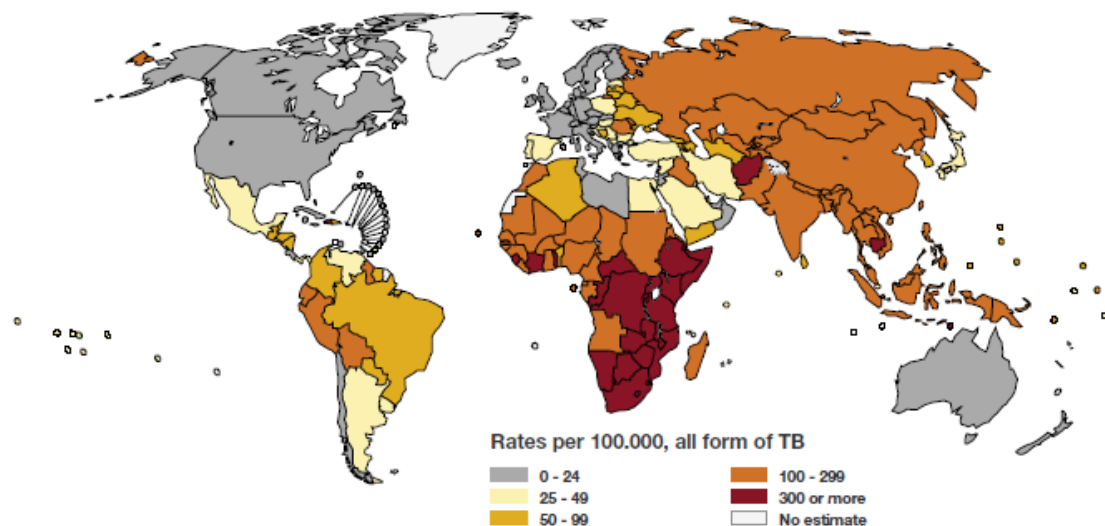 Rates per 100.000, all form of TB
0 - 24
25 - 49
50 - 99
100 - 299
300 or more
No estimate